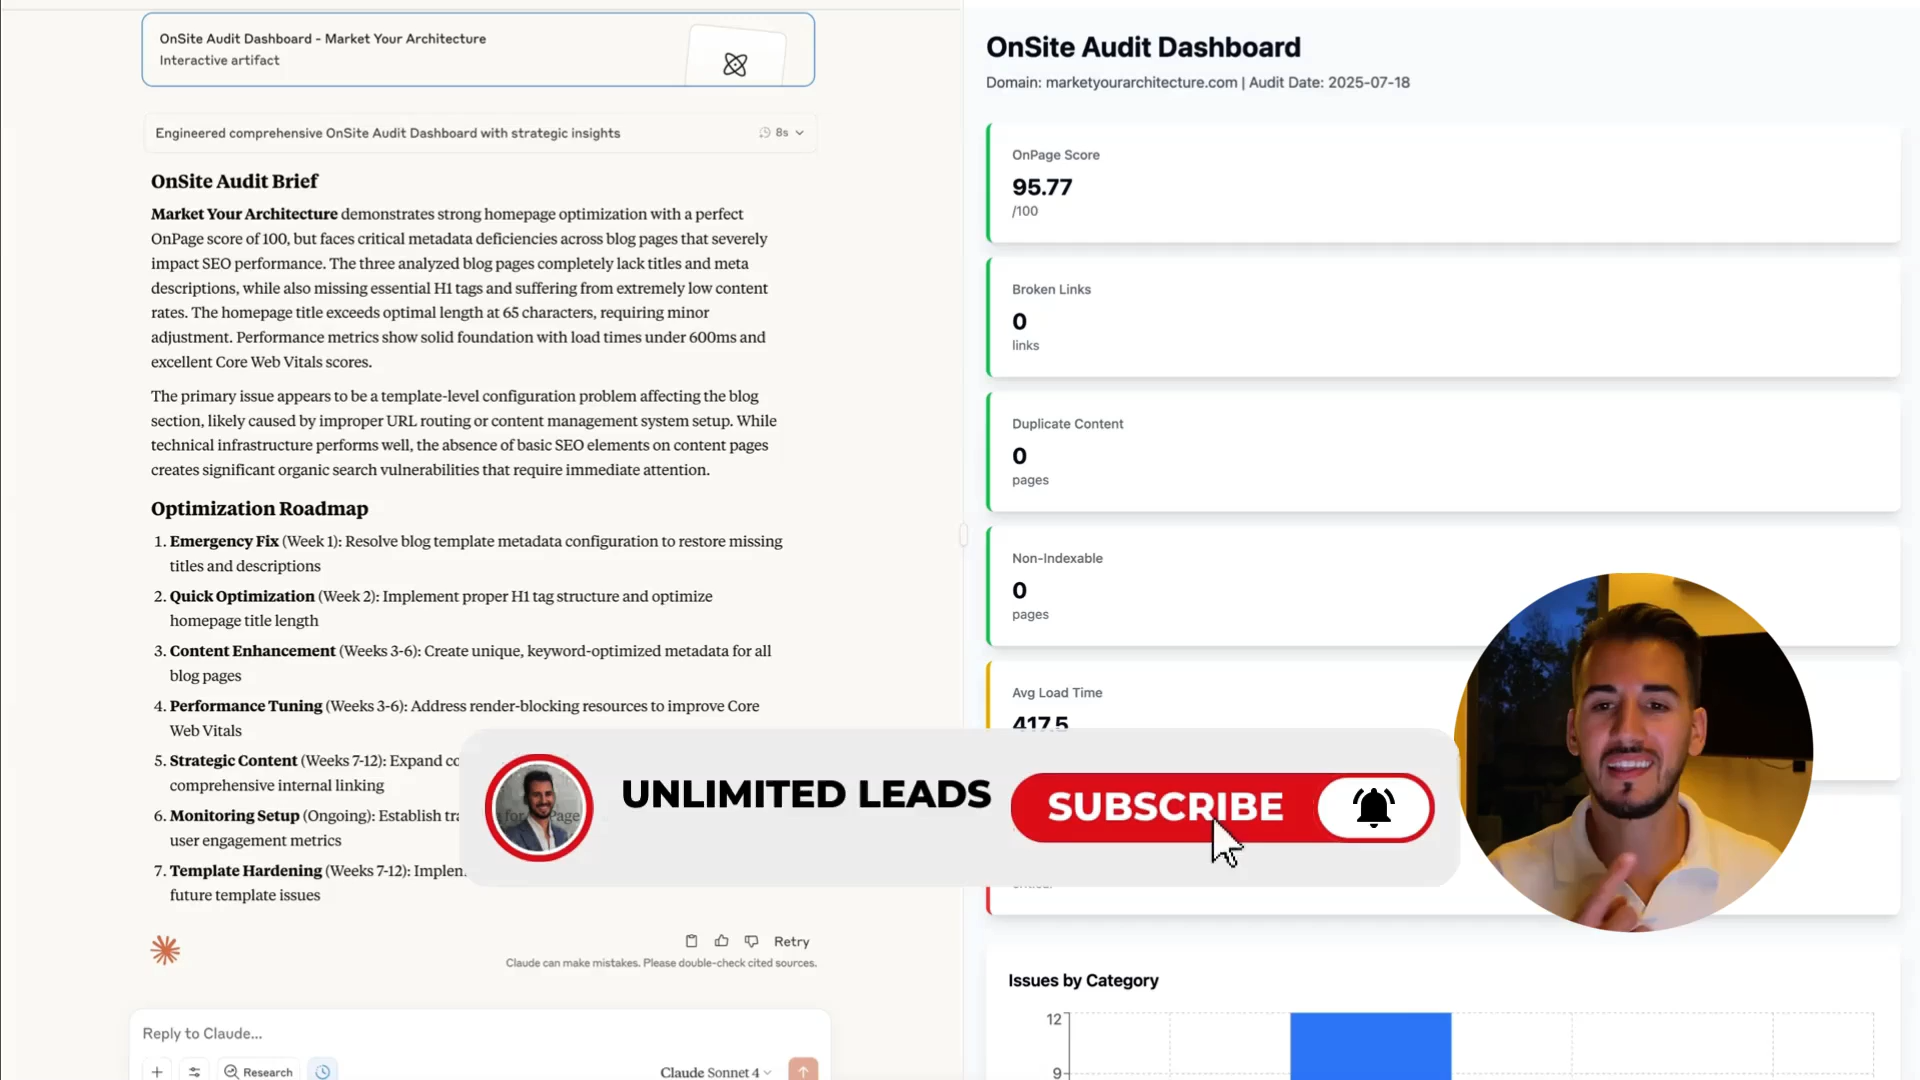 OnSite Audit Dashboard - Market Your Architecture
Interactive artifact
Engineered comprehensive OnSite Audit Dashboard with strategic insights
8s
OnSite Audit Brief
Market Your Architecture demonstrates strong homepage optimization with a perfect
OnPage score of 100, but faces critical metadata deficiencies across blog pages that severely
impact SEO performance. The three analyzed blog pages completely lack titles and meta
descriptions, while also missing essential H1 tags and suffering from extremely low content
rates. The homepage title exceeds optimal length at 65 characters, requiring minor
adjustment. Performance metrics show solid foundation with load times under 600ms and
excellent Core Web Vitals scores.
The primary issue appears to be a template-level configuration problem affecting the blog
section, likely caused by improper URL routing or content management system setup. While
technical infrastructure performs well, the absence of basic SEO elements on content pages
creates significant organic search vulnerabilities that require immediate attention.
Optimization Roadmap
1. Emergency Fix (Week 1): Resolve blog template metadata configuration to restore missing
titles and descriptions
2. Quick Optimization (Week 2): Implement proper H1 tag structure and optimize
homepage title length
3. Content Enhancement (Weeks 3-6): Create unique, keyword-optimized metadata for all
blog pages
4. Performance Tuning (Weeks 3-6): Address render-blocking resources to improve Core
Web Vitals
5. Strategic Content (Weeks 7-12): Expand
comprehensive internal linking
6. Monitoring Setup (Ongoing): Establish
user engagement metrics
7. Template Hardening (Weeks 7-12):
future template issues
Retry
Claude can make mistakes. Please double-check cited sources.
Reply to Claude...
Research
Claude Sonnet 4
OnSite Audit Dashboard
Domain: marketyourarchitecture.com | Audit Date: 2025-07-18
OnPage Score
95.77
/100
Broken Links
0
links
Duplicate Content
0
pages
Non-Indexable
0
pages
Avg Load Time
417.5
UNLIMITED LEADS
SUBSCRIBE
Issues by Category
12
9